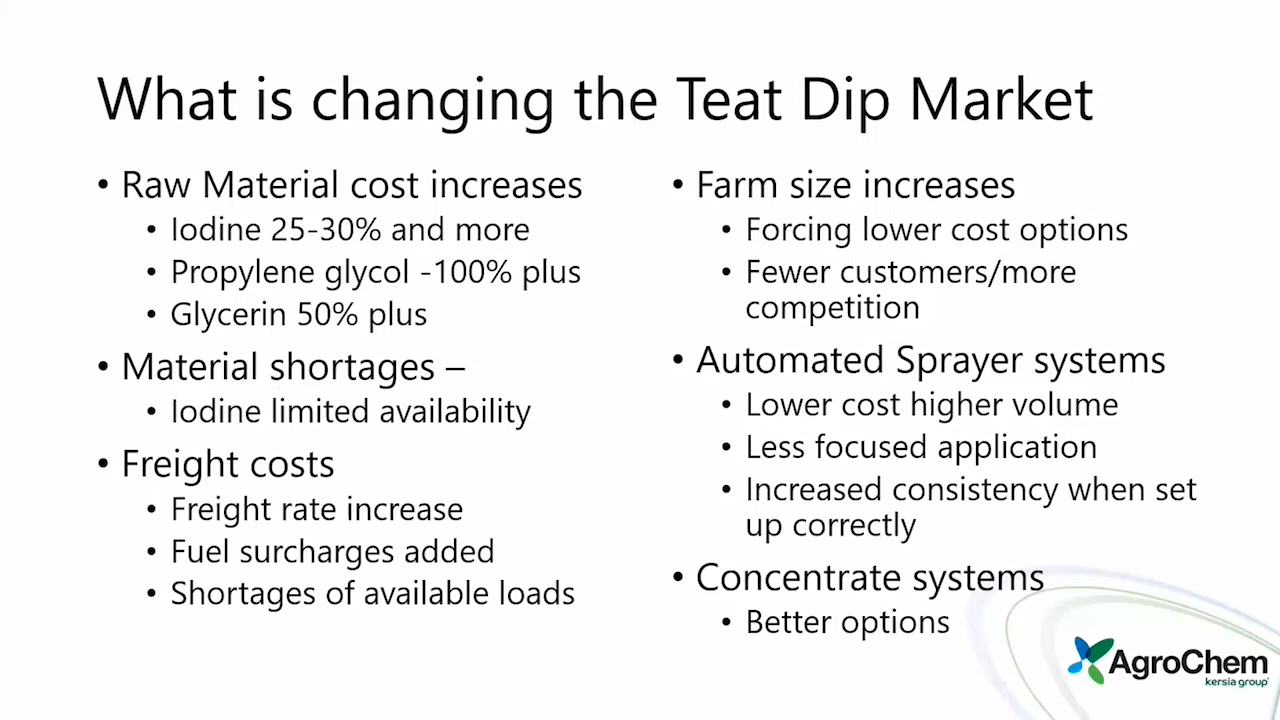 What is changing the Teat Dip Market
• Raw Material cost increases
• Iodine 25-30% and more
• Propylene glycol -100% plus
• Glycerin 50% plus
• Material shortages –
• Iodine limited availability
• Freight costs
• Freight rate increase
• Fuel surcharges added
• Shortages of available loads
• Farm size increases
• Forcing lower cost options
• Fewer customers/more
competition
• Automated Sprayer systems
• Lower cost higher volume
• Less focused application
• Increased consistency when set
up correctly
• Concentrate systems
• Better options
AgroChem
kersia group